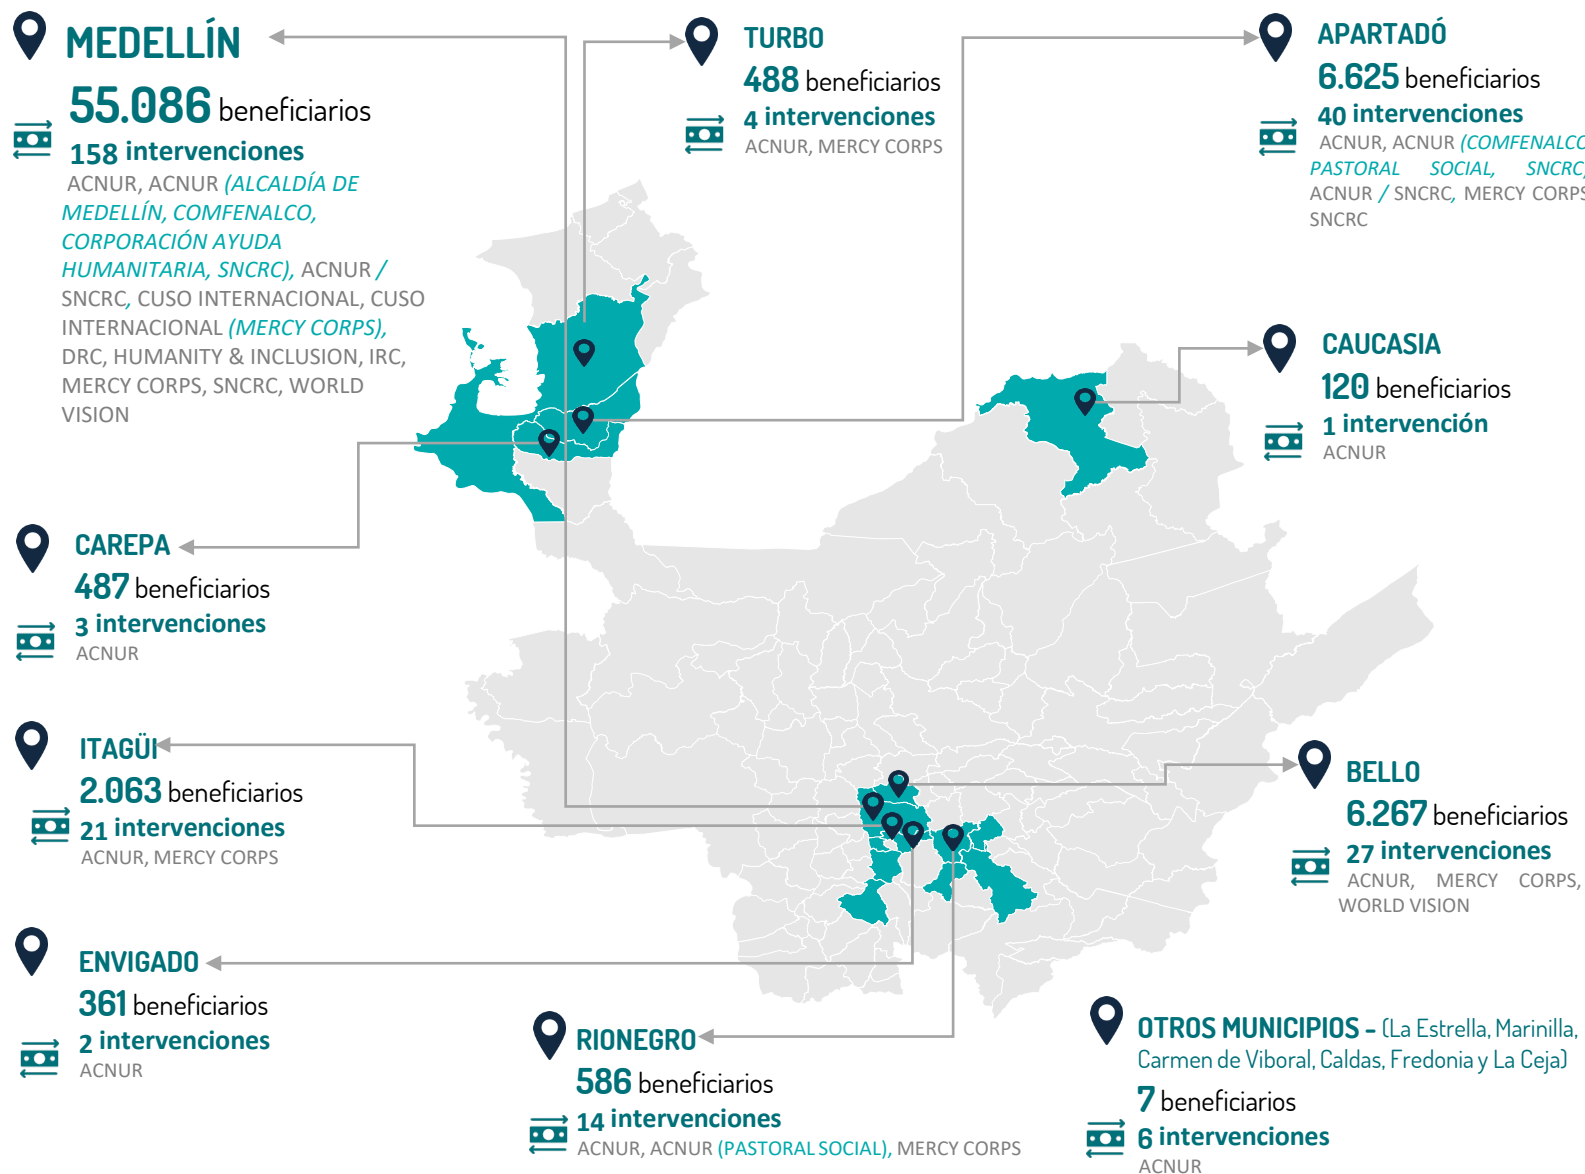 MEDELLÍN
55.086 beneficiarios
158 intervenciones
ACNUR, ACNUR (ALCALDÍA DE
MEDELLÍN, COMFENALCO,
CORPORACIÓN AYUDA
HUMANITARIA, SNCRC), ACNUR /
SNCRC, CUSO INTERNACIONAL, CUSO
INTERNACIONAL (MERCY CORPS),
DRC, HUMANITY & INCLUSION, IRC,
MERCY CORPS, SNCRC, WORLD
VISION
TURBO
488 beneficiarios
4 intervenciones
ACNUR, MERCY CORPS
APARTADÓ
6.625 beneficiarios
40 intervenciones
ACNUR, ACNUR (COMFENALCO
PASTORAL SOCIAL, SNCRC,
ACNUR / SNCRC, MERCY CORPS
SNCRC
CAUCASIA
120 beneficiarios
1 intervención
ACNUR
CAREPA
487 beneficiarios
3 intervenciones
ACNUR
ITAGÜI
2.063 beneficiarios
21 intervenciones
ACNUR, MERCY CORPS
BELLO
6.267 beneficiarios
27 intervenciones
ACNUR, MERCY CORPS,
WORLD VISION
ENVIGADO
361 beneficiarios
2 intervenciones
ACNUR
RIONEGRO
586 beneficiarios
14 intervenciones
ACNUR, ACNUR (PASTORAL SOCIAL), MERCY CORPS
OTROS MUNICIPIOS - (La Estrella, Marinilla,
Carmen de Viboral, Caldas, Fredonia y La Ceja)
7 beneficiarios
6 intervenciones
ACNUR